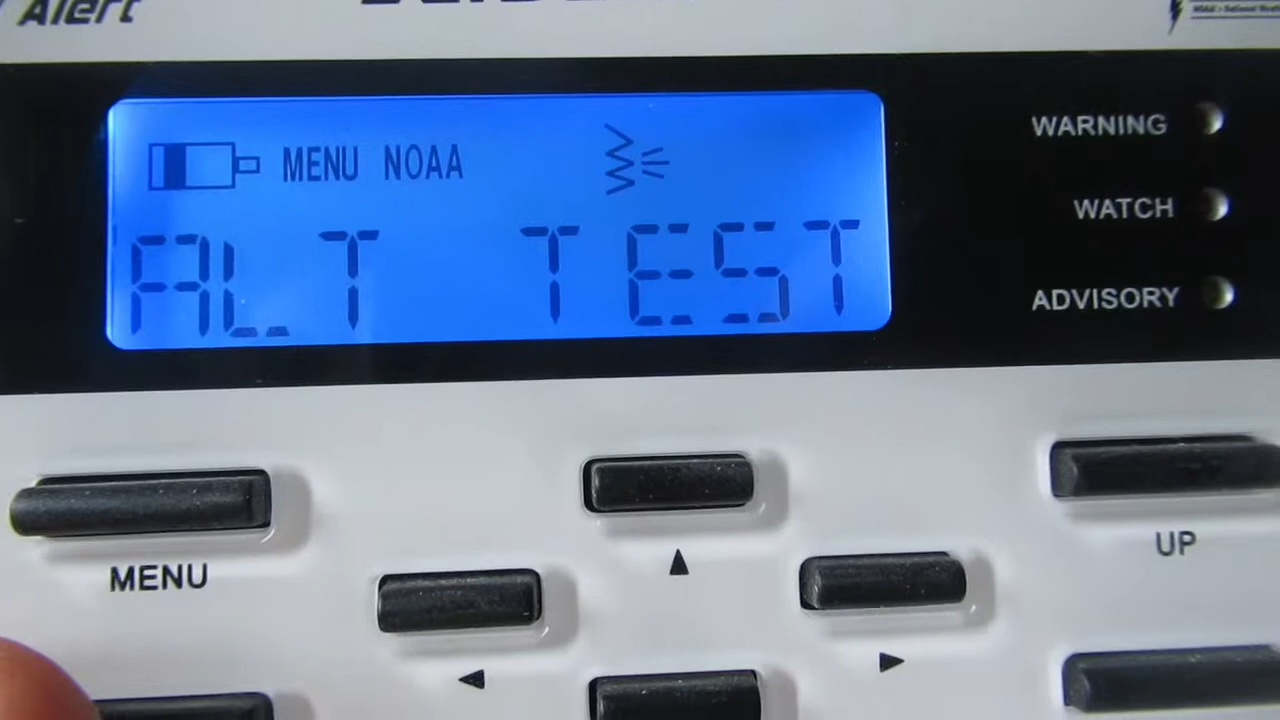 Alert
MENU NOAA
ALT TEST
WARNING
WATCH
ADVISORY
MENU
UP